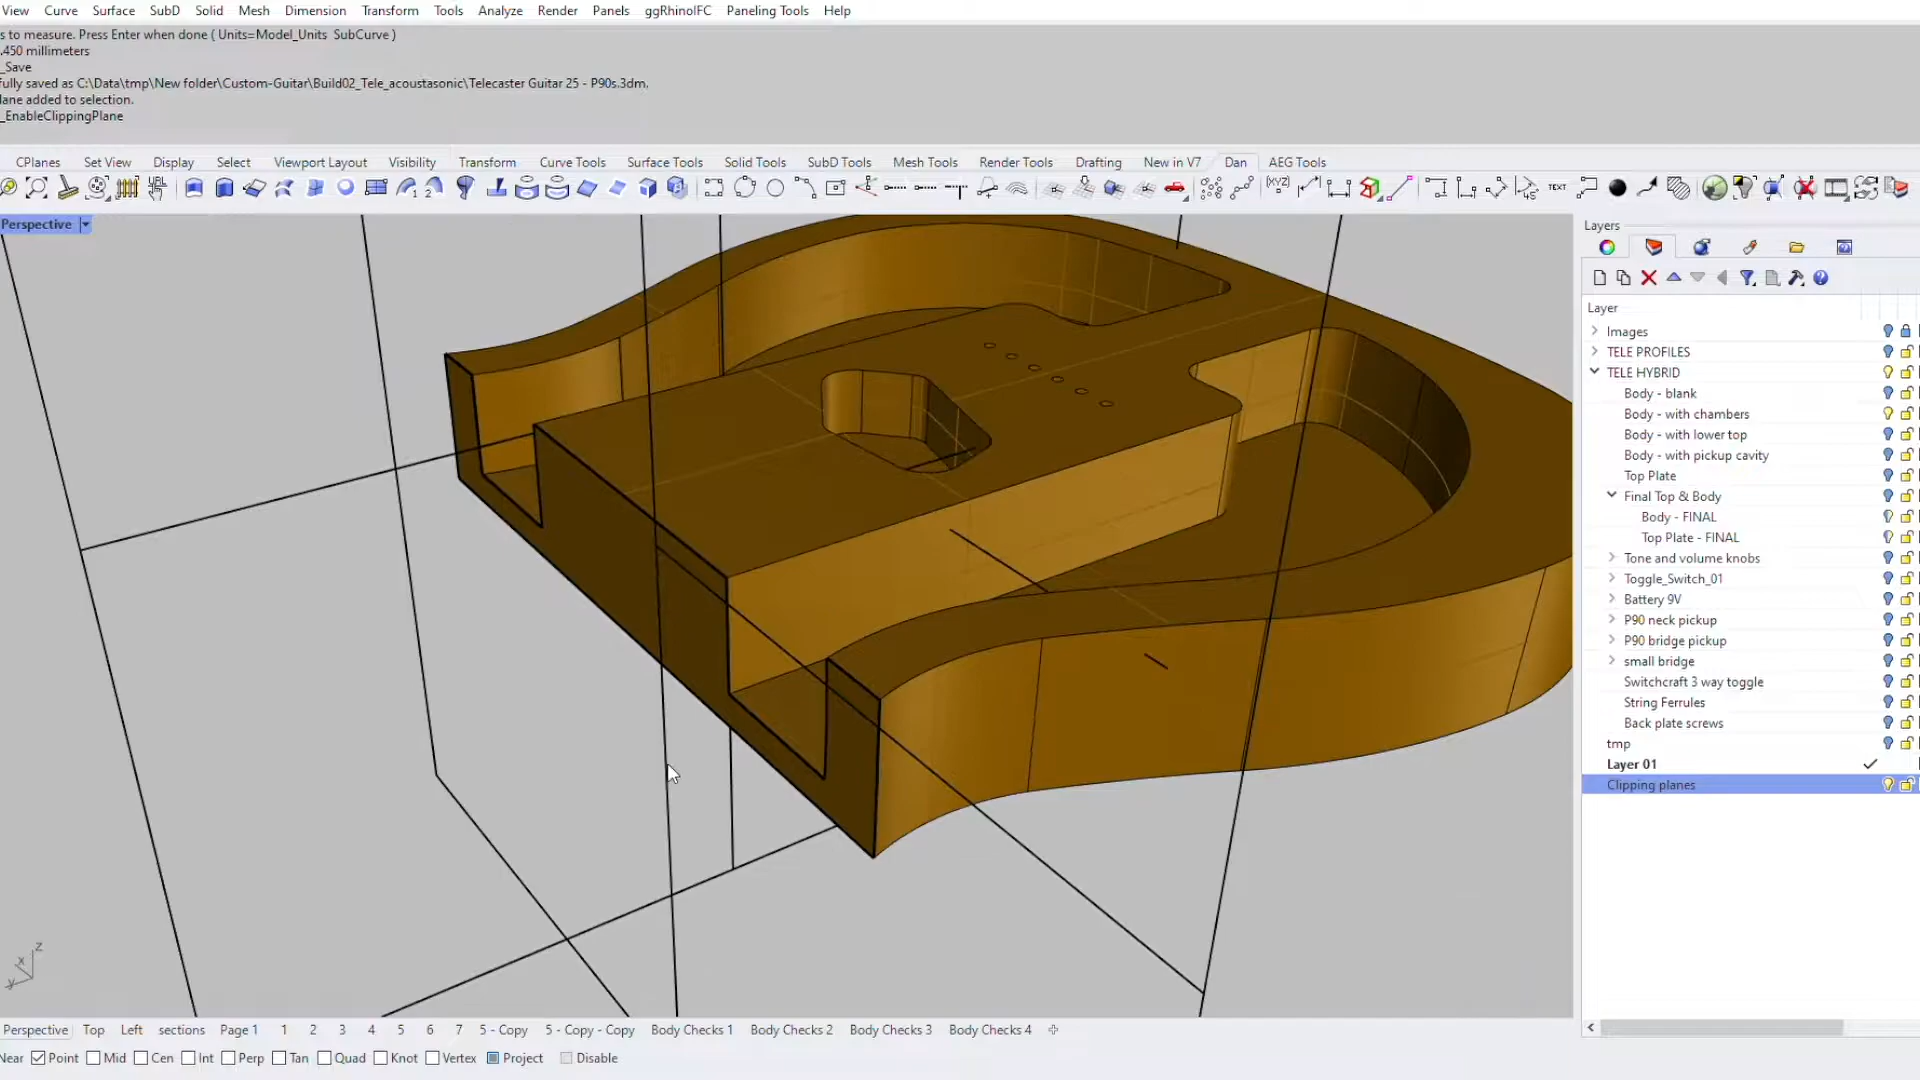 View Curve Surface SubD Solid Mesh Dimension Transform Tools Analyze Render Panels ggRhinoIFC Paneling Tools Help
s to measure. Press Enter when done ( Units=Model_Units SubCurve )
.450 millimeters
_Save
fully saved as C:\Data\tmp\New folder\Custom-Guitar\Build02_Tele_acoustasonic\Telecaster Guitar 25 - P90s.3dm.
lane added to selection.
_EnableClippingPlane
CPlanes Set View Display Select Viewport Layout Visibility Transform Curve Tools Surface Tools Solid Tools SubD Tools Mesh Tools Render Tools Drafting New in V7 Dan AEG Tools
Perspective
Layers
Layer
Images
TELE PROFILES
TELE HYBRID
Body - blank
Body - with chambers
Body - with lower top
Body - with pickup cavity
Top Plate
Final Top & Body
Body - FINAL
Top Plate - FINAL
Tone and volume knobs
Toggle_Switch_01
Battery 9V
P90 neck pickup
P90 bridge pickup
small bridge
Switchcraft 3 way toggle
String Ferrules
Back plate screws
tmp
Layer 01
Clipping planes
z
x
y
Perspective Top Left sections Page 1 1 2 3 4 5 6 7 5 - Copy 5 - Copy - Copy Body Checks 1 Body Checks 2 Body Checks 3 Body Checks 4
Near Point Mid Cen Int Perp Tan Quad Knot Vertex Project Disable